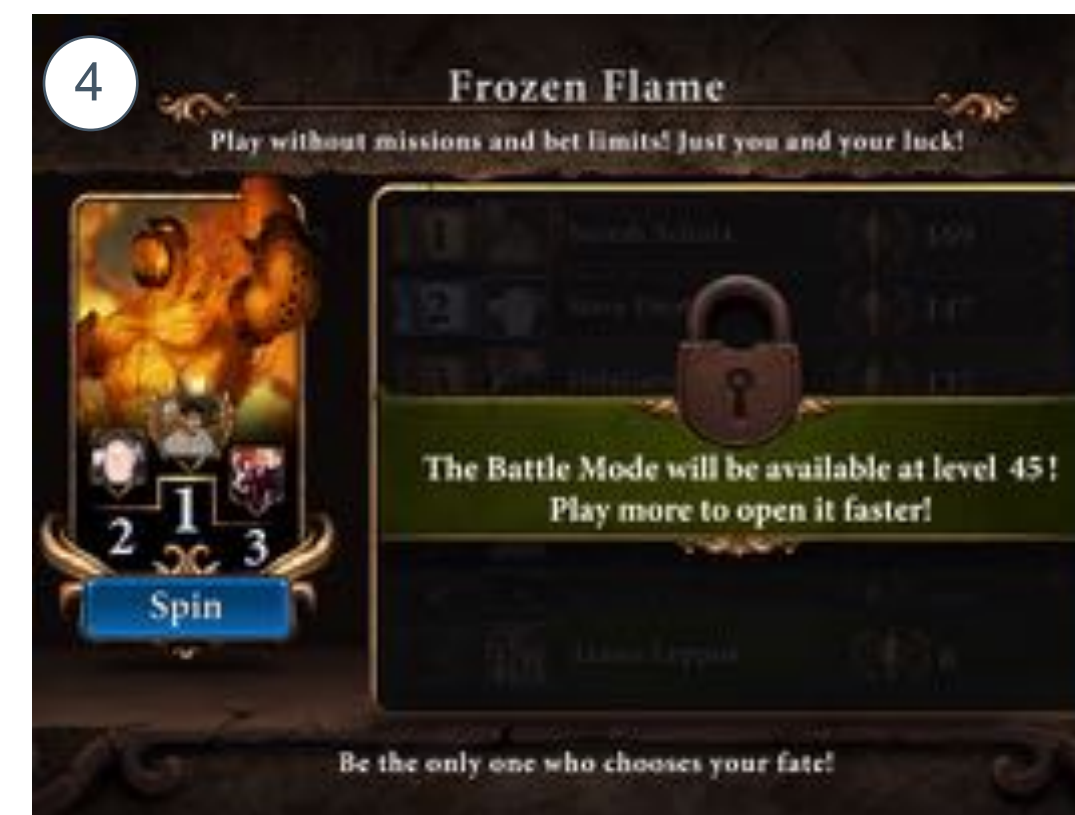 4
Frozen Flame
Play without missions and bet limits! Just you and your luck!
The Battle Mode will be available at level 45!
Play more to open it faster!
2 1 3
Spin
Be the only one who chooses your fate!